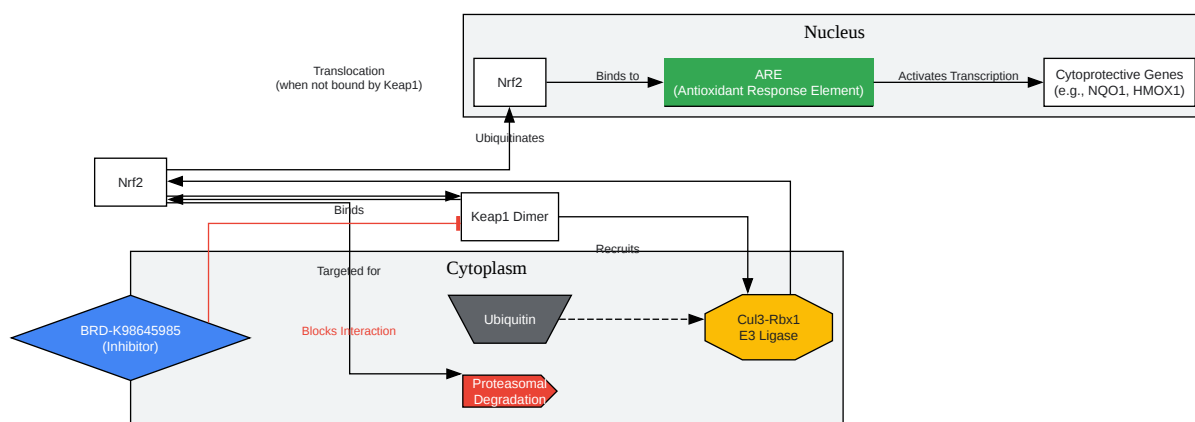 Nucleus
Translocation
(when not bound by Keap1)
Nrf2
Binds to
ARE
(Antioxidant Response Element)
Activates Transcription
Cytoprotective Genes
(e.g., NQO1, HMOX1)
Ubiquitinates
Nrf2
Binds
Keap1 Dimer
Recruits
Cytoplasm
Targeted for
BRD-K98645985
(Inhibitor)
Blocks Interaction
Ubiquitin
Cul3-Rbx1
E3 Ligase
Proteasomal
Degradation